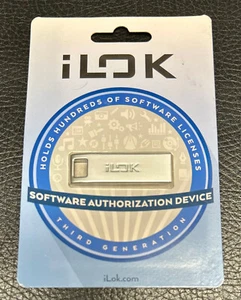 iLOK
HOLDS HUNDREDS OF SOFTWARE LICENSES
iLOK
SOFTWARE AUTHORIZATION DEVICE
THIRD GENERATION
iLok.com